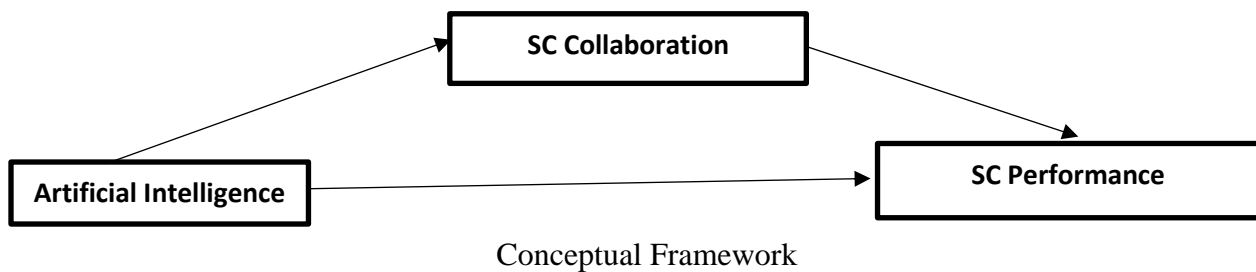 SC Collaboration
Artificial Intelligence
SC Performance
Conceptual Framework